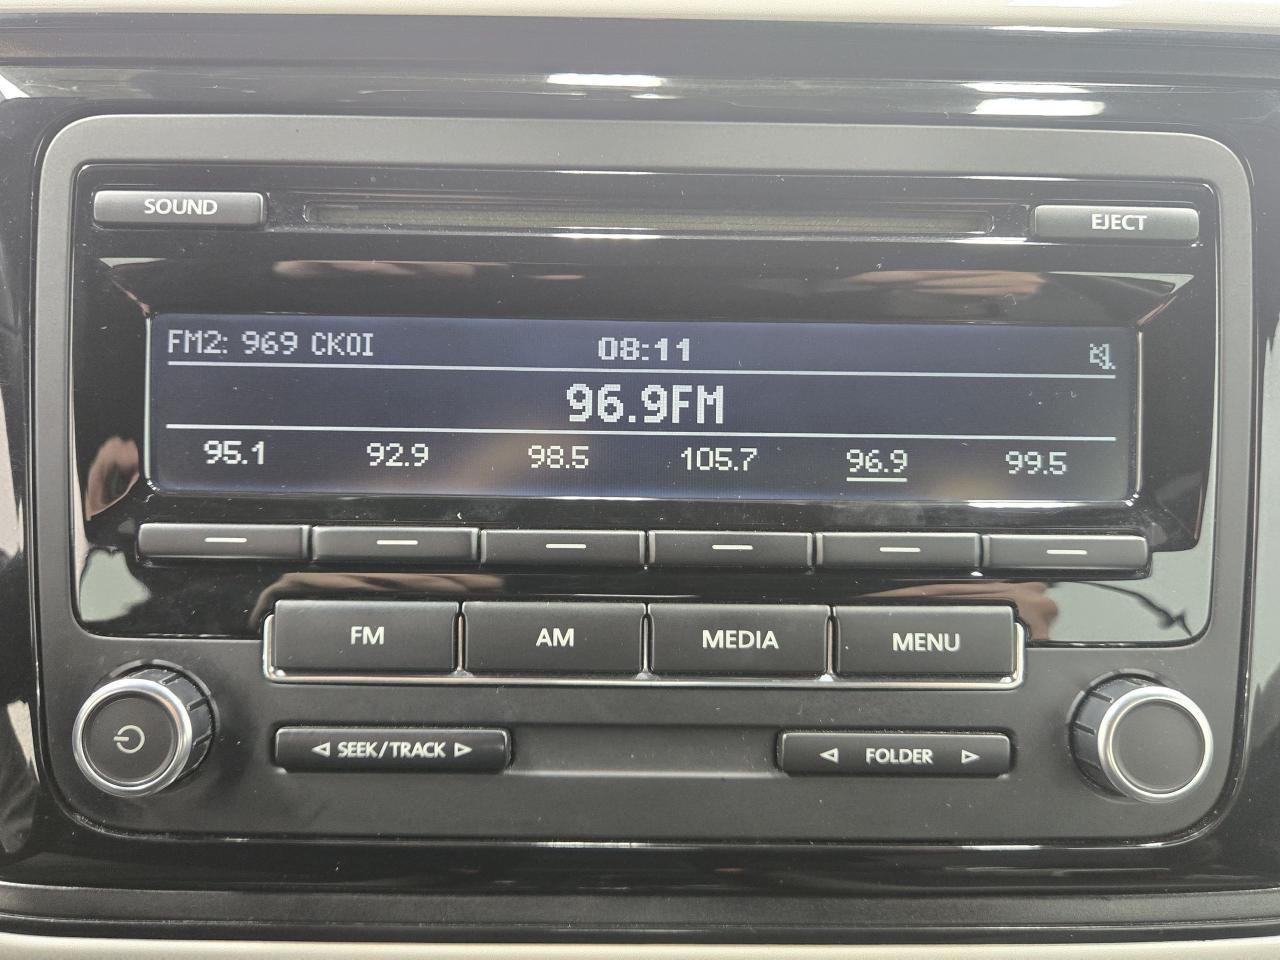 SOUND
EJECT
FM2: 969 CKOI 08:11
96.9FM
95.1 92.9 98.5 105.7 96.9 99.5
FM AM MEDIA MENU
SEEK/TRACK FOLDER